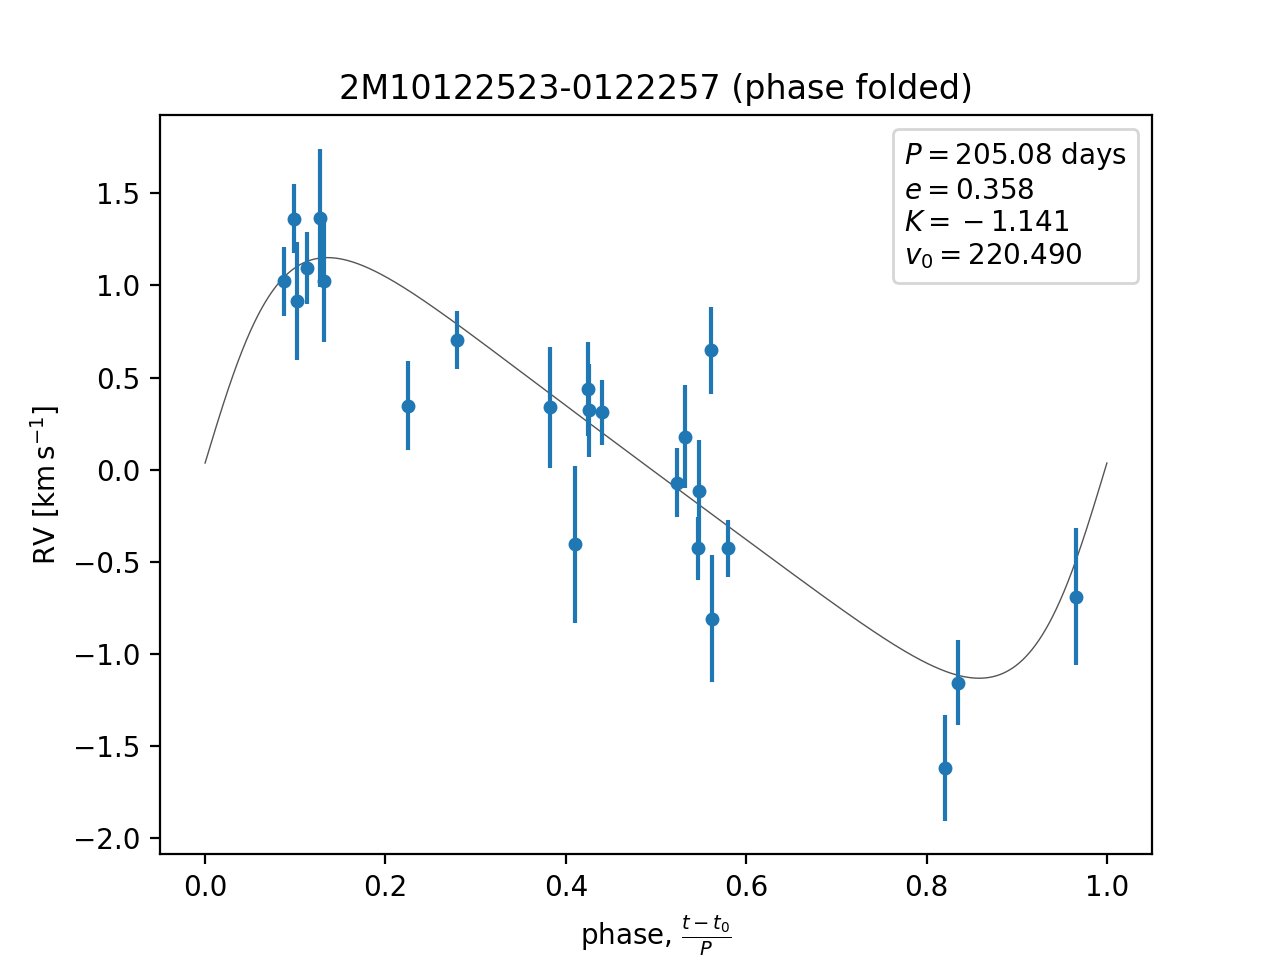 2M10122523-0122257 (phase folded)
P = 205.08 days
e = 0.358
K = −1.141
v₀ = 220.490
RV [km s⁻¹]
1.5
1.0
0.5
0.0
−0.5
−1.0
−1.5
−2.0
0.0 0.2 0.4 0.6 0.8 1.0
phase, (t − t₀)/P